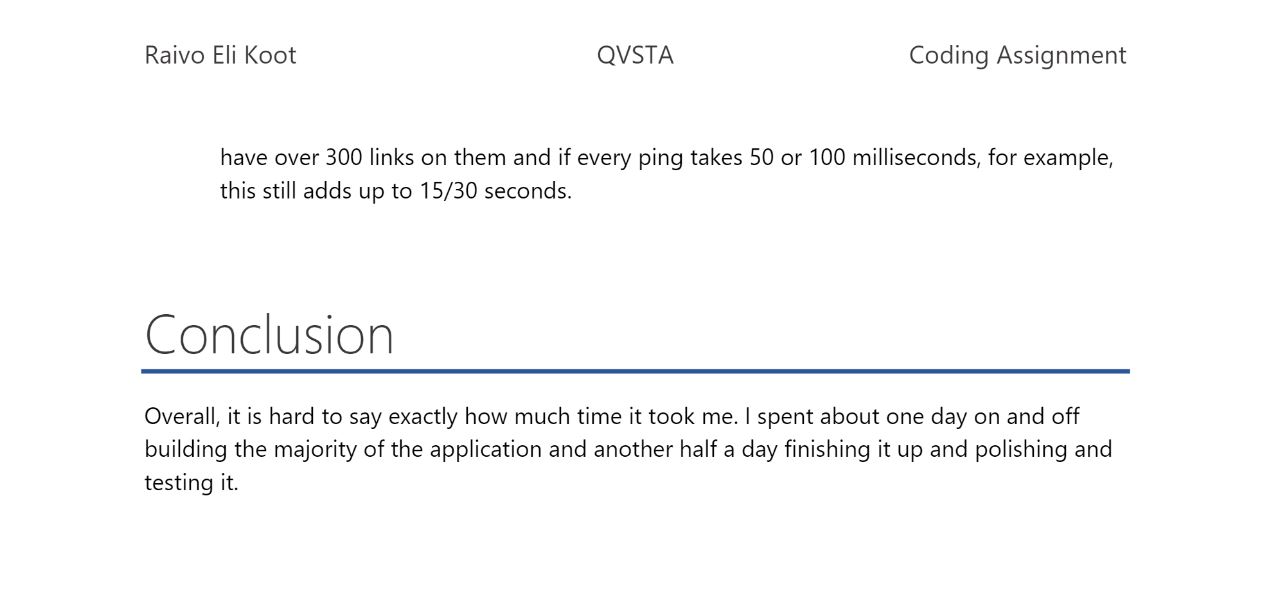 Raivo Eli Koot QVSTA Coding Assignment
have over 300 links on them and if every ping takes 50 or 100 milliseconds, for example,
this still adds up to 15/30 seconds.
Conclusion
Overall, it is hard to say exactly how much time it took me. I spent about one day on and off
building the majority of the application and another half a day finishing it up and polishing and
testing it.